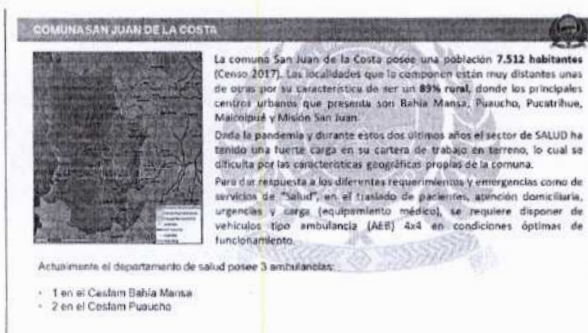 COMUNA SAN JUAN DE LA COSTA
La comuna San Juan de la Costa posee una población 7.512 habitantes
(Censo 2017). Las localidades que la componen están muy distantes unas
de otras por su característica de ser un 89% rural, donde los principales
centros urbanos que presenta son Bahía Mansa, Puaucho, Pucatrihue,
Maicolpué y Misión San Juan.
Dada la pandemia y durante estos dos últimos años el sector de SALUD ha
tenido una fuerte carga en su cartera de trabajo en terreno, lo cual se
dificulta por las características geográficas propias de la comuna.
Para dar respuesta a los diferentes requerimientos y emergencias como de
servicios de "Salud", en el traslado de pacientes, atención domiciliaria,
urgencias y carga (equipamiento médico), se requiere disponer de
vehículos tipo ambulancia (AEB) 4x4 en condiciones óptimas de
funcionamiento.
Actualmente el departamento de salud posee 3 ambulancias:
- 1 en el Cesfam Bahía Mansa
- 2 en el Cesfam Puaucho